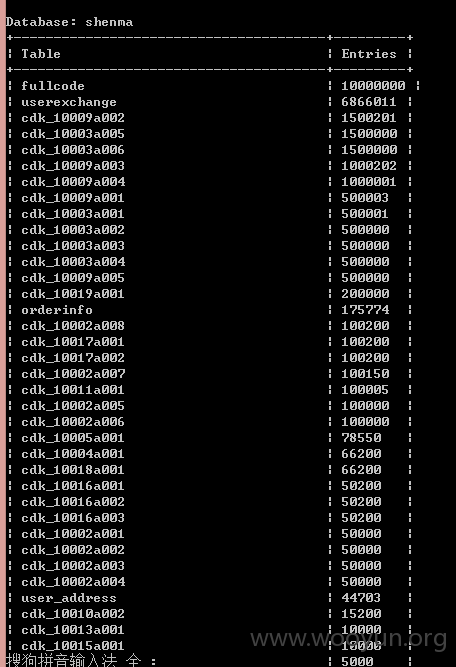 Database: shenma
+---------------------------------------+---------+
| Table | Entries |
+---------------------------------------+---------+
| fullcode | 10000000 |
| userexchange | 6866011 |
| cdk_10009a002 | 1500201 |
| cdk_10003a005 | 1500000 |
| cdk_10003a006 | 1500000 |
| cdk_10009a003 | 1000202 |
| cdk_10009a004 | 1000001 |
| cdk_10009a001 | 500003 |
| cdk_10003a001 | 500001 |
| cdk_10003a002 | 500000 |
| cdk_10003a003 | 500000 |
| cdk_10003a004 | 500000 |
| cdk_10009a005 | 500000 |
| cdk_10019a001 | 200000 |
| orderinfo | 175774 |
| cdk_10002a008 | 100200 |
| cdk_10017a001 | 100200 |
| cdk_10017a002 | 100200 |
| cdk_10002a007 | 100150 |
| cdk_10011a001 | 100005 |
| cdk_10002a005 | 100000 |
| cdk_10002a006 | 100000 |
| cdk_10005a001 | 78550 |
| cdk_10004a001 | 66200 |
| cdk_10018a001 | 66200 |
| cdk_10016a001 | 50200 |
| cdk_10016a002 | 50200 |
| cdk_10016a003 | 50200 |
| cdk_10002a001 | 50000 |
| cdk_10002a002 | 50000 |
| cdk_10002a003 | 50000 |
| cdk_10002a004 | 50000 |
| user_address | 44703 |
| cdk_10010a002 | 15200 |
| cdk_10013a001 | 10000 |
| cdk_10015a001 | 10000 |
搜狗拼音输入法 全 : | 5000 |
www.wooyun.org